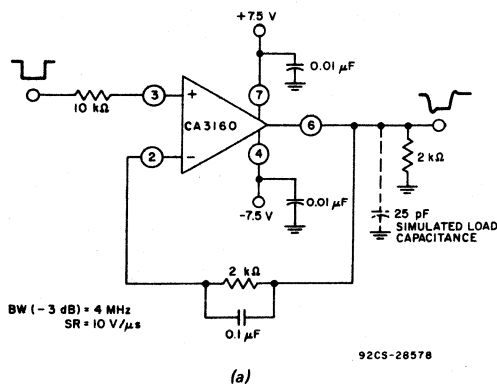 +7.5 V
0.01 μF
10 kΩ
3
+
7
CA3160
6
2
−
4
2 kΩ
0.01 μF
-7.5 V
25 pF
SIMULATED LOAD
CAPACITANCE
2 kΩ
0.1 μF
BW (−3 dB) = 4 MHz
SR = 10 V/μs
92CS-28578
(a)